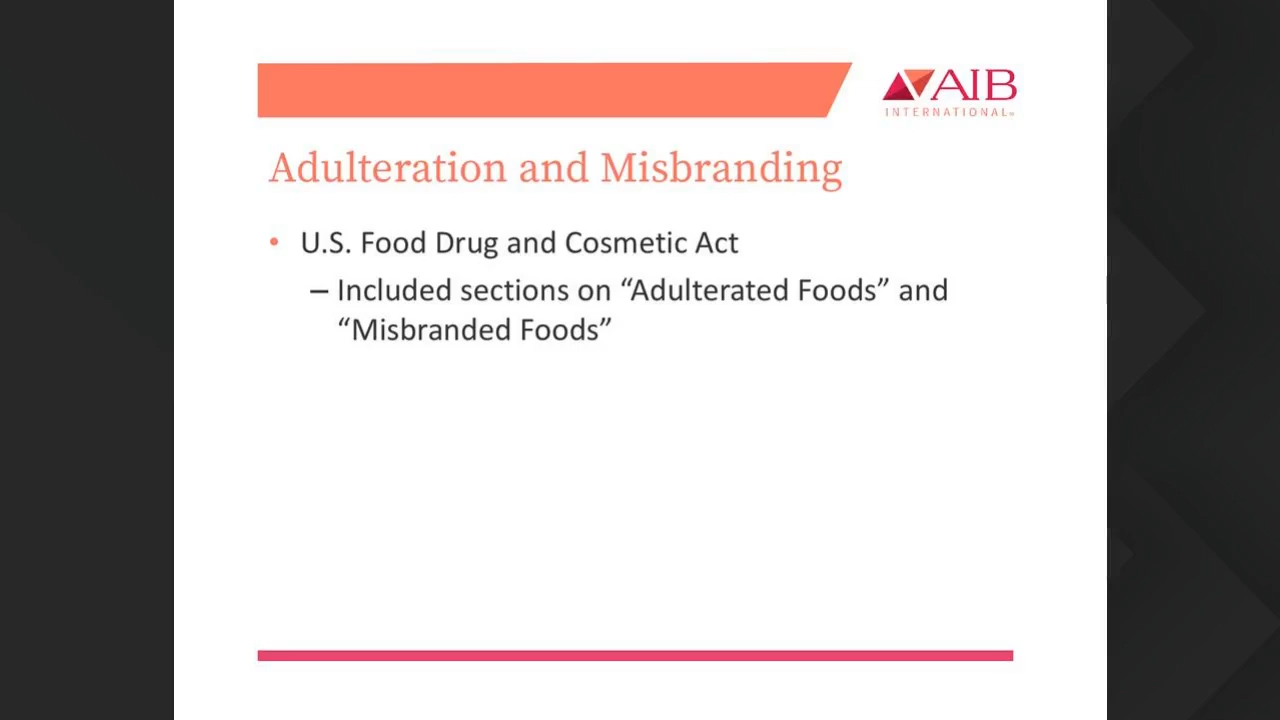 AIB
INTERNATIONAL®
Adulteration and Misbranding
• U.S. Food Drug and Cosmetic Act
– Included sections on “Adulterated Foods” and
“Misbranded Foods”